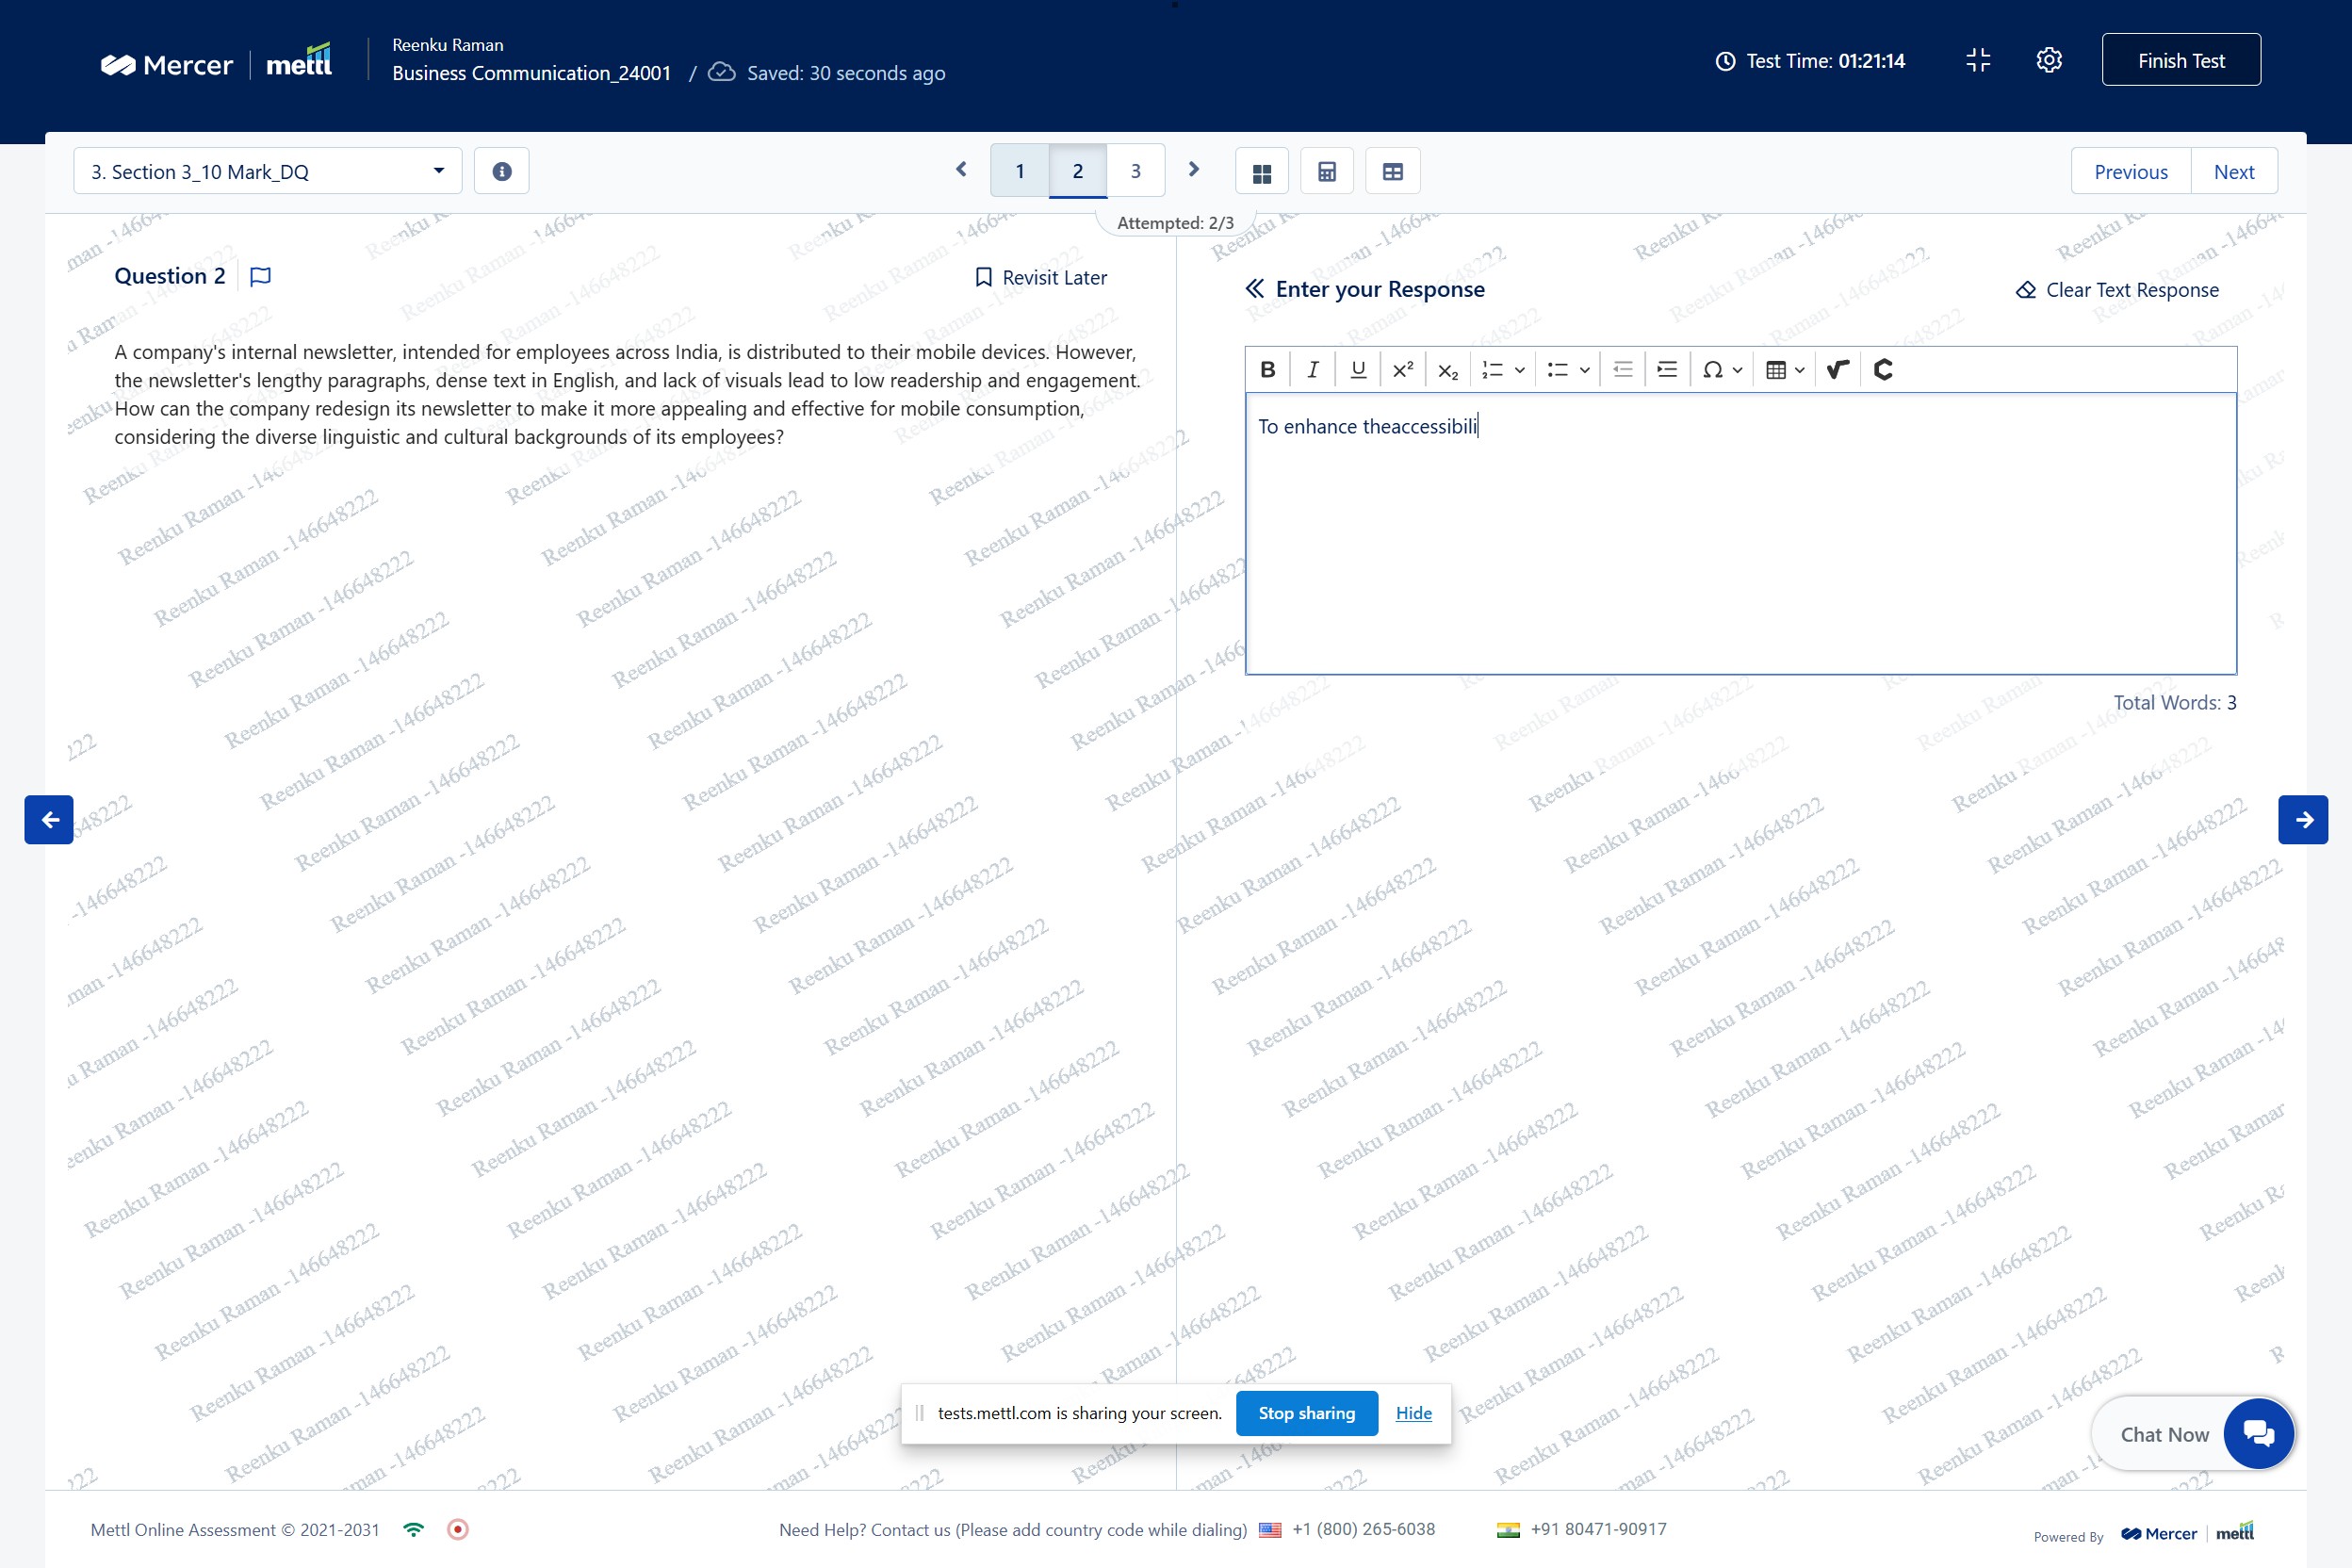 Mercer | mettl
Reenku Raman
Business Communication_24001 / Saved: 30 seconds ago
Test Time: 01:21:14
Finish Test
3. Section 3_10 Mark_DQ
1 2 3
Previous Next
Attempted: 2/3
Question 2
Revisit Later
A company's internal newsletter, intended for employees across India, is distributed to their mobile devices. However,
the newsletter's lengthy paragraphs, dense text in English, and lack of visuals lead to low readership and engagement.
How can the company redesign its newsletter to make it more appealing and effective for mobile consumption,
considering the diverse linguistic and cultural backgrounds of its employees?
Enter your Response
Clear Text Response
To enhance theaccessibili
Total Words: 3
Reenku Raman -146648222
tests.mettl.com is sharing your screen. Stop sharing Hide
Chat Now
Mettl Online Assessment © 2021-2031
Need Help? Contact us (Please add country code while dialing) +1 (800) 265-6038 +91 80471-90917
Powered By Mercer | mettl